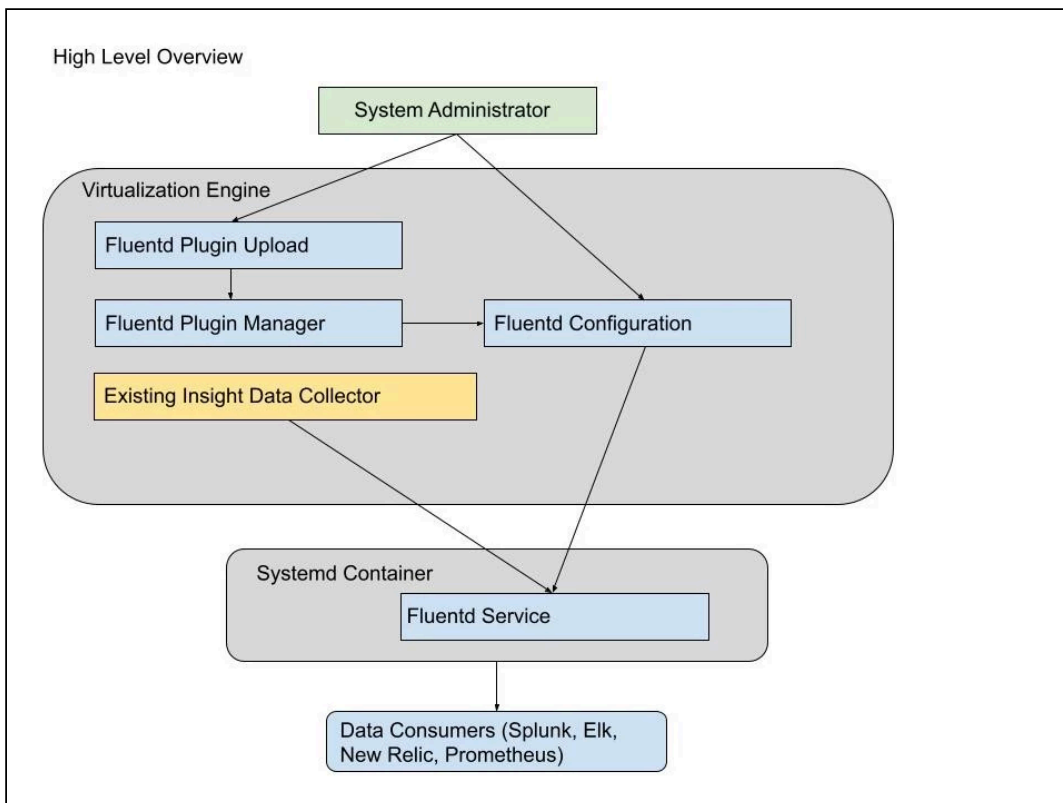 High Level Overview
System Administrator
Virtualization Engine
Fluentd Plugin Upload
Fluentd Plugin Manager
Fluentd Configuration
Existing Insight Data Collector
Systemd Container
Fluentd Service
Data Consumers (Splunk, Elk,
New Relic, Prometheus)